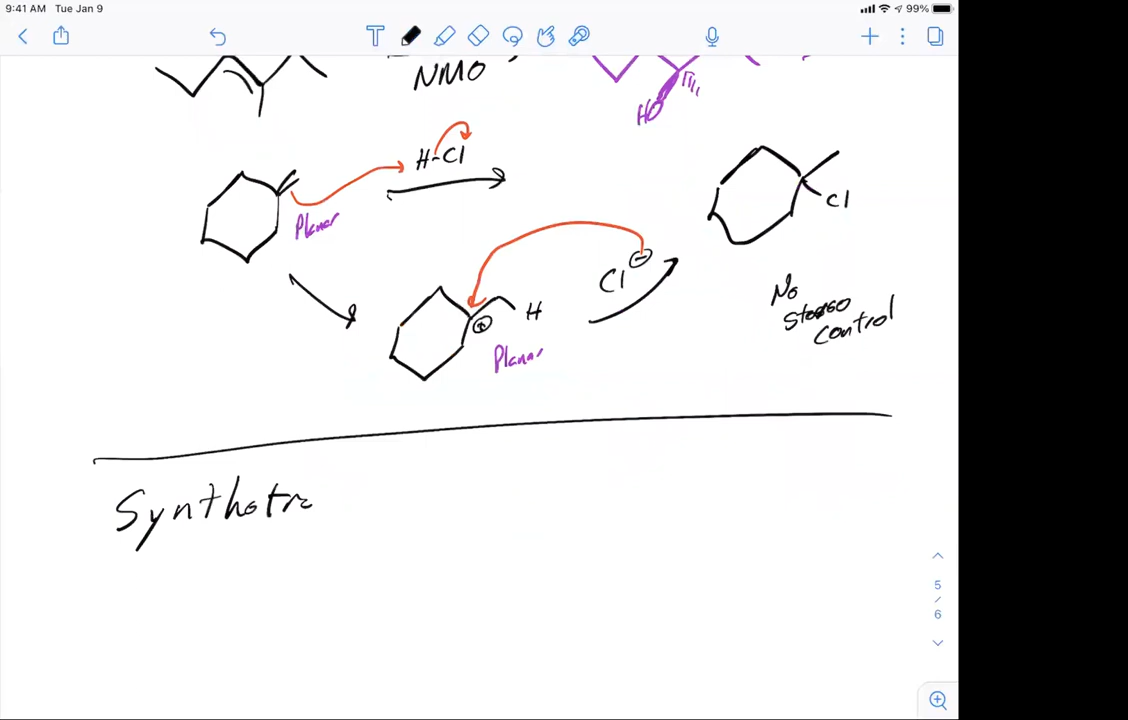 9:41 AM Tue Jan 9
99%
T
NMO
HO
H-Cl
Planar
Cl
Cl
H
Planar
No
Stereo
Control
5
/
6